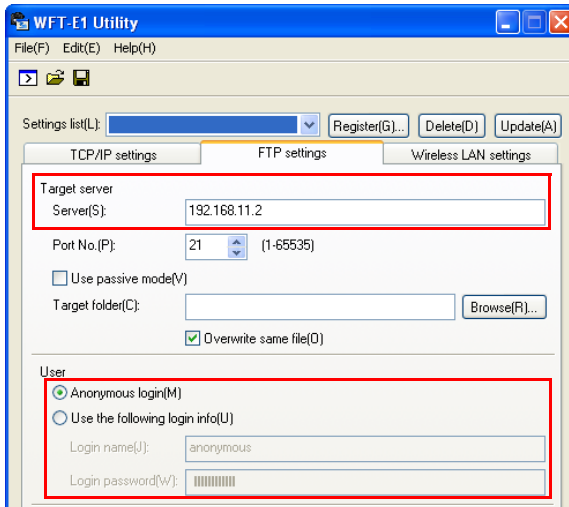 WFT-E1 Utility
File(F) Edit(E) Help(H)
Settings list(L): Register(G)... Delete(D) Update(A)
TCP/IP settings FTP settings Wireless LAN settings
Target server
Server(S): 192.168.11.2
Port No.(P): 21 (1-65535)
Use passive mode(V)
Target folder(C): Browse(R)...
Overwrite same file(O)
User
Anonymous login(M)
Use the following login info(U)
Login name(J): anonymous
Login password(W):